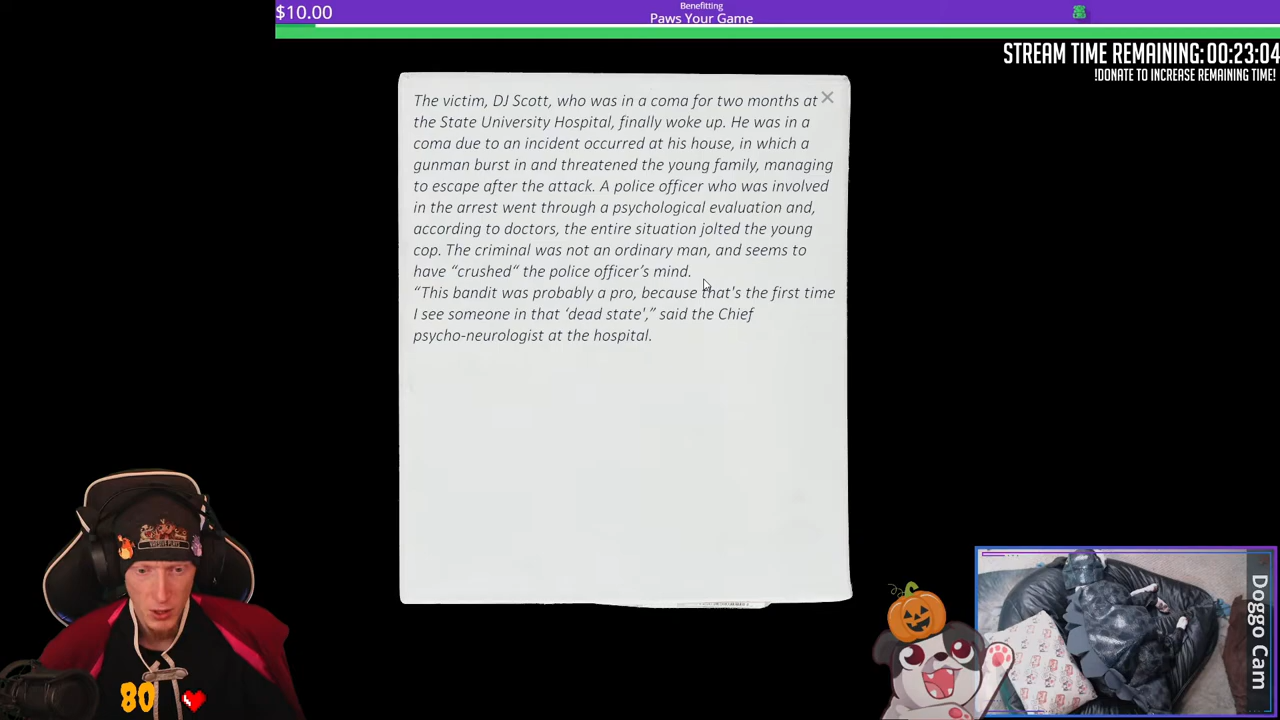 $10.00
Benefitting
Paws Your Game
STREAM TIME REMAINING: 00:23:04
!DONATE TO INCREASE REMAINING TIME!
The victim, DJ Scott, who was in a coma for two months at
the State University Hospital, finally woke up. He was in a
coma due to an incident occurred at his house, in which a
gunman burst in and threatened the young family, managing
to escape after the attack. A police officer who was involved
in the arrest went through a psychological evaluation and,
according to doctors, the entire situation jolted the young
cop. The criminal was not an ordinary man, and seems to
have “crushed“ the police officer’s mind.
“This bandit was probably a pro, because that's the first time
I see someone in that ‘dead state',” said the Chief
psycho-neurologist at the hospital.
80
Doggo Cam